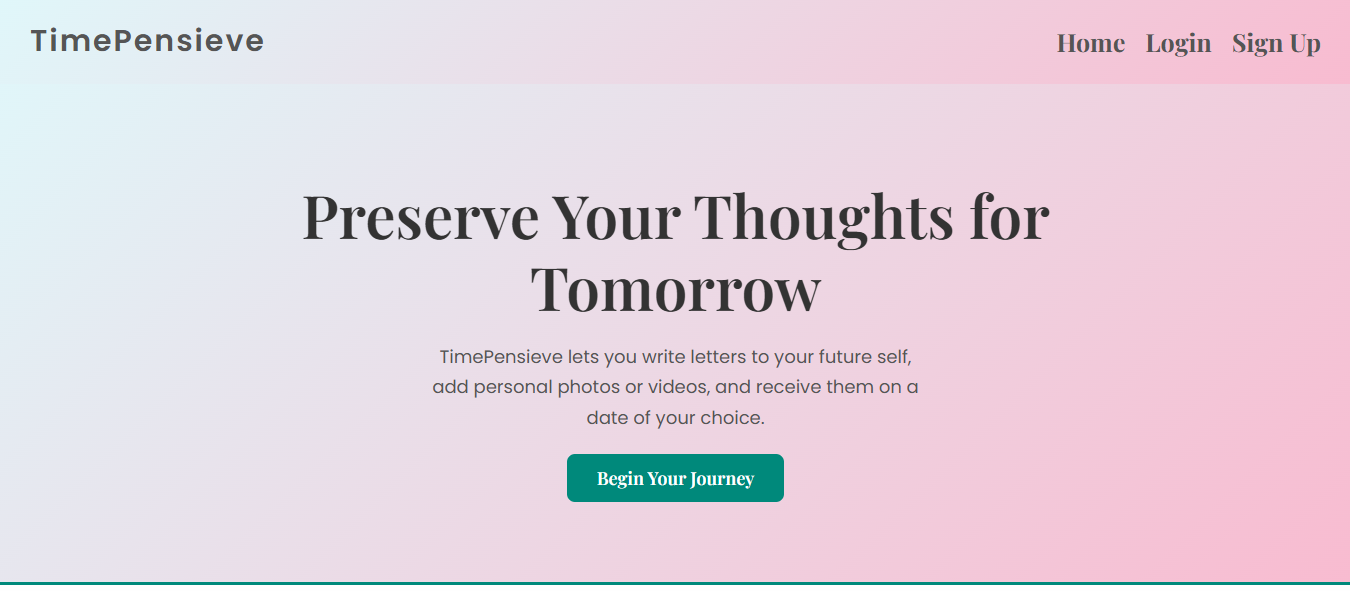 TimePensieve
Home Login Sign Up
Preserve Your Thoughts for
Tomorrow
TimePensieve lets you write letters to your future self,
add personal photos or videos, and receive them on a
date of your choice.
Begin Your Journey